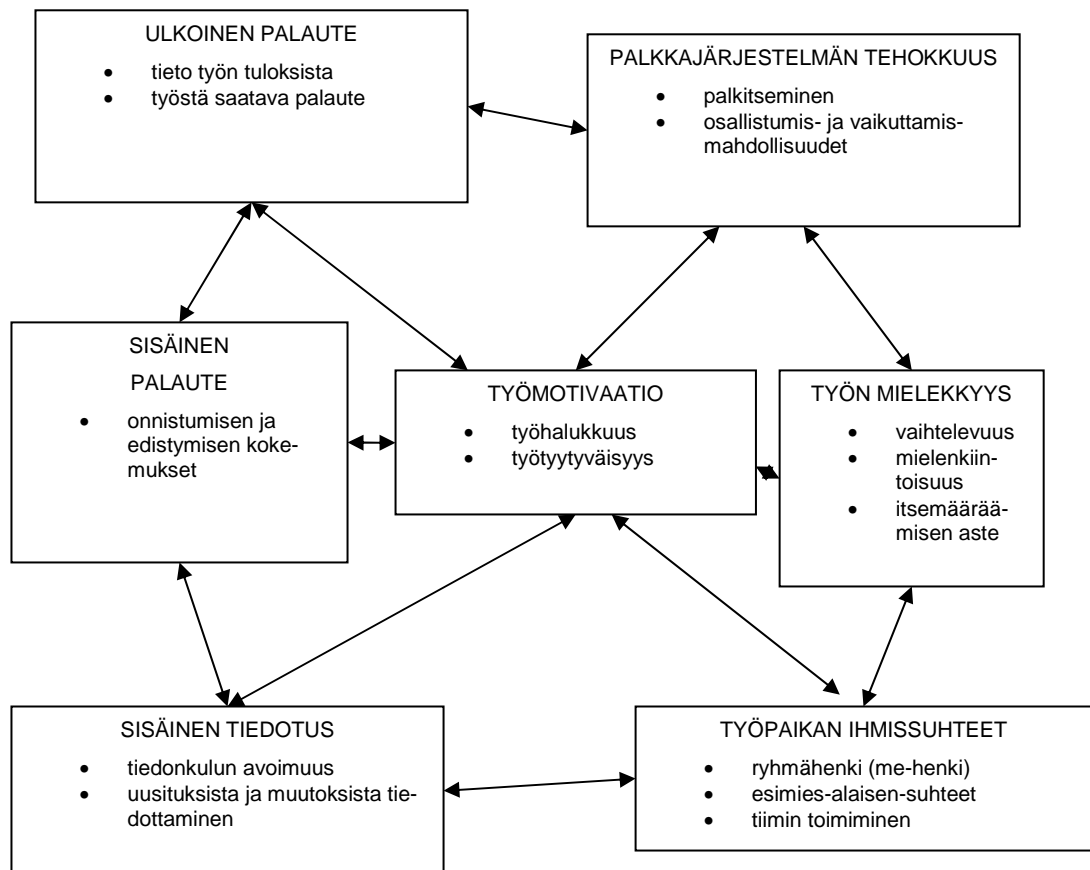 ULKOINEN PALAUTE
• tieto työn tuloksista
• työstä saatava palaute
PALKKAJÄRJESTELMÄN TEHOKKUUS
• palkitseminen
• osallistumis- ja vaikuttamis-
mahdollisuudet
SISÄINEN
PALAUTE
• onnistumisen ja
edistymisen koke-
mukset
TYÖMOTIVAATIO
• työhalukkuus
• työtyytyväisyys
TYÖN MIELEKKYYS
• vaihtelevuus
• mielenkiin-
toisuus
• itsemäärää-
misen aste
SISÄINEN TIEDOTUS
• tiedonkulun avoimuus
• uusituksista ja muutoksista tie-
dottaminen
TYÖPAIKAN IHMISSUHTEET
• ryhmähenki (me-henki)
• esimies-alaisen-suhteet
• tiimin toimiminen